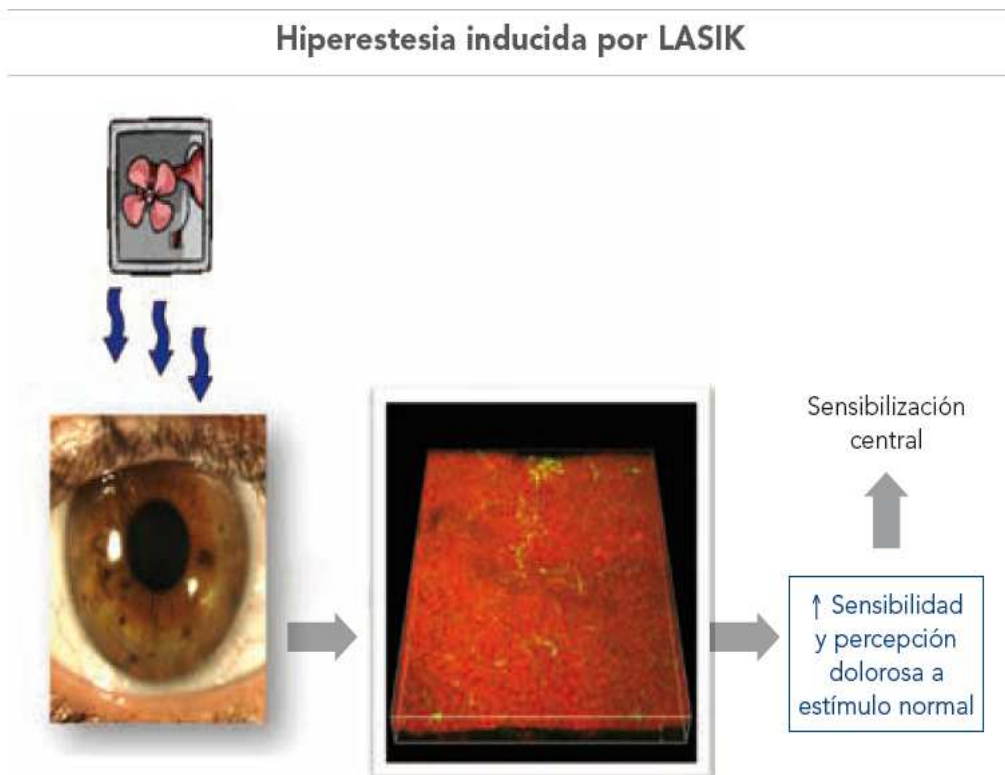 Hiperestesia inducida por LASIK
Sensibilización
central
↑ Sensibilidad
y percepción
dolorosa a
estímulo normal